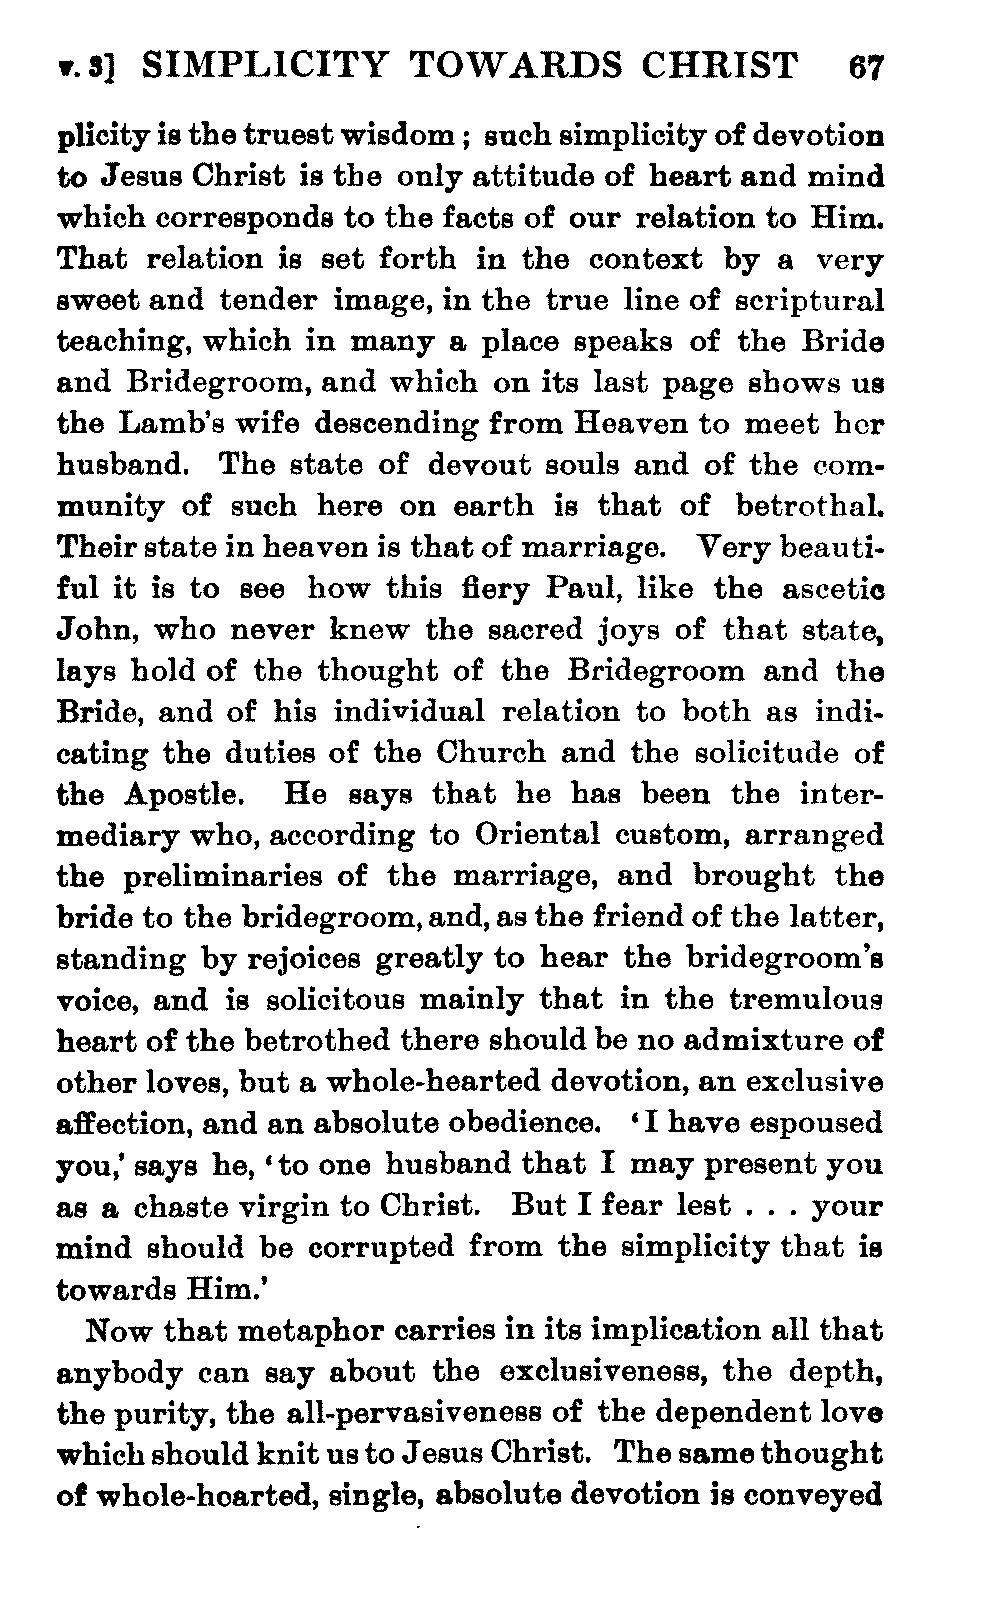 v. 3] SIMPLICITY TOWARDS CHRIST 67
plicity is the truest wisdom; such simplicity of devotion
to Jesus Christ is the only attitude of heart and mind
which corresponds to the facts of our relation to Him.
That relation is set forth in the context by a very
sweet and tender image, in the true line of scriptural
teaching, which in many a place speaks of the Bride
and Bridegroom, and which on its last page shows us
the Lamb's wife descending from Heaven to meet her
husband. The state of devout souls and of the com-
munity of such here on earth is that of betrothal.
Their state in heaven is that of marriage. Very beauti-
ful it is to see how this fiery Paul, like the ascetic
John, who never knew the sacred joys of that state,
lays hold of the thought of the Bridegroom and the
Bride, and of his individual relation to both as indi-
cating the duties of the Church and the solicitude of
the Apostle. He says that he has been the inter-
mediary who, according to Oriental custom, arranged
the preliminaries of the marriage, and brought the
bride to the bridegroom, and, as the friend of the latter,
standing by rejoices greatly to hear the bridegroom's
voice, and is solicitous mainly that in the tremulous
heart of the betrothed there should be no admixture of
other loves, but a whole-hearted devotion, an exclusive
affection, and an absolute obedience. 'I have espoused
you,' says he, 'to one husband that I may present you
as a chaste virgin to Christ. But I fear lest . . . your
mind should be corrupted from the simplicity that is
towards Him.'
Now that metaphor carries in its implication all that
anybody can say about the exclusiveness, the depth,
the purity, the all-pervasiveness of the dependent love
which should knit us to Jesus Christ. The same thought
of whole-hearted, single, absolute devotion is conveyed